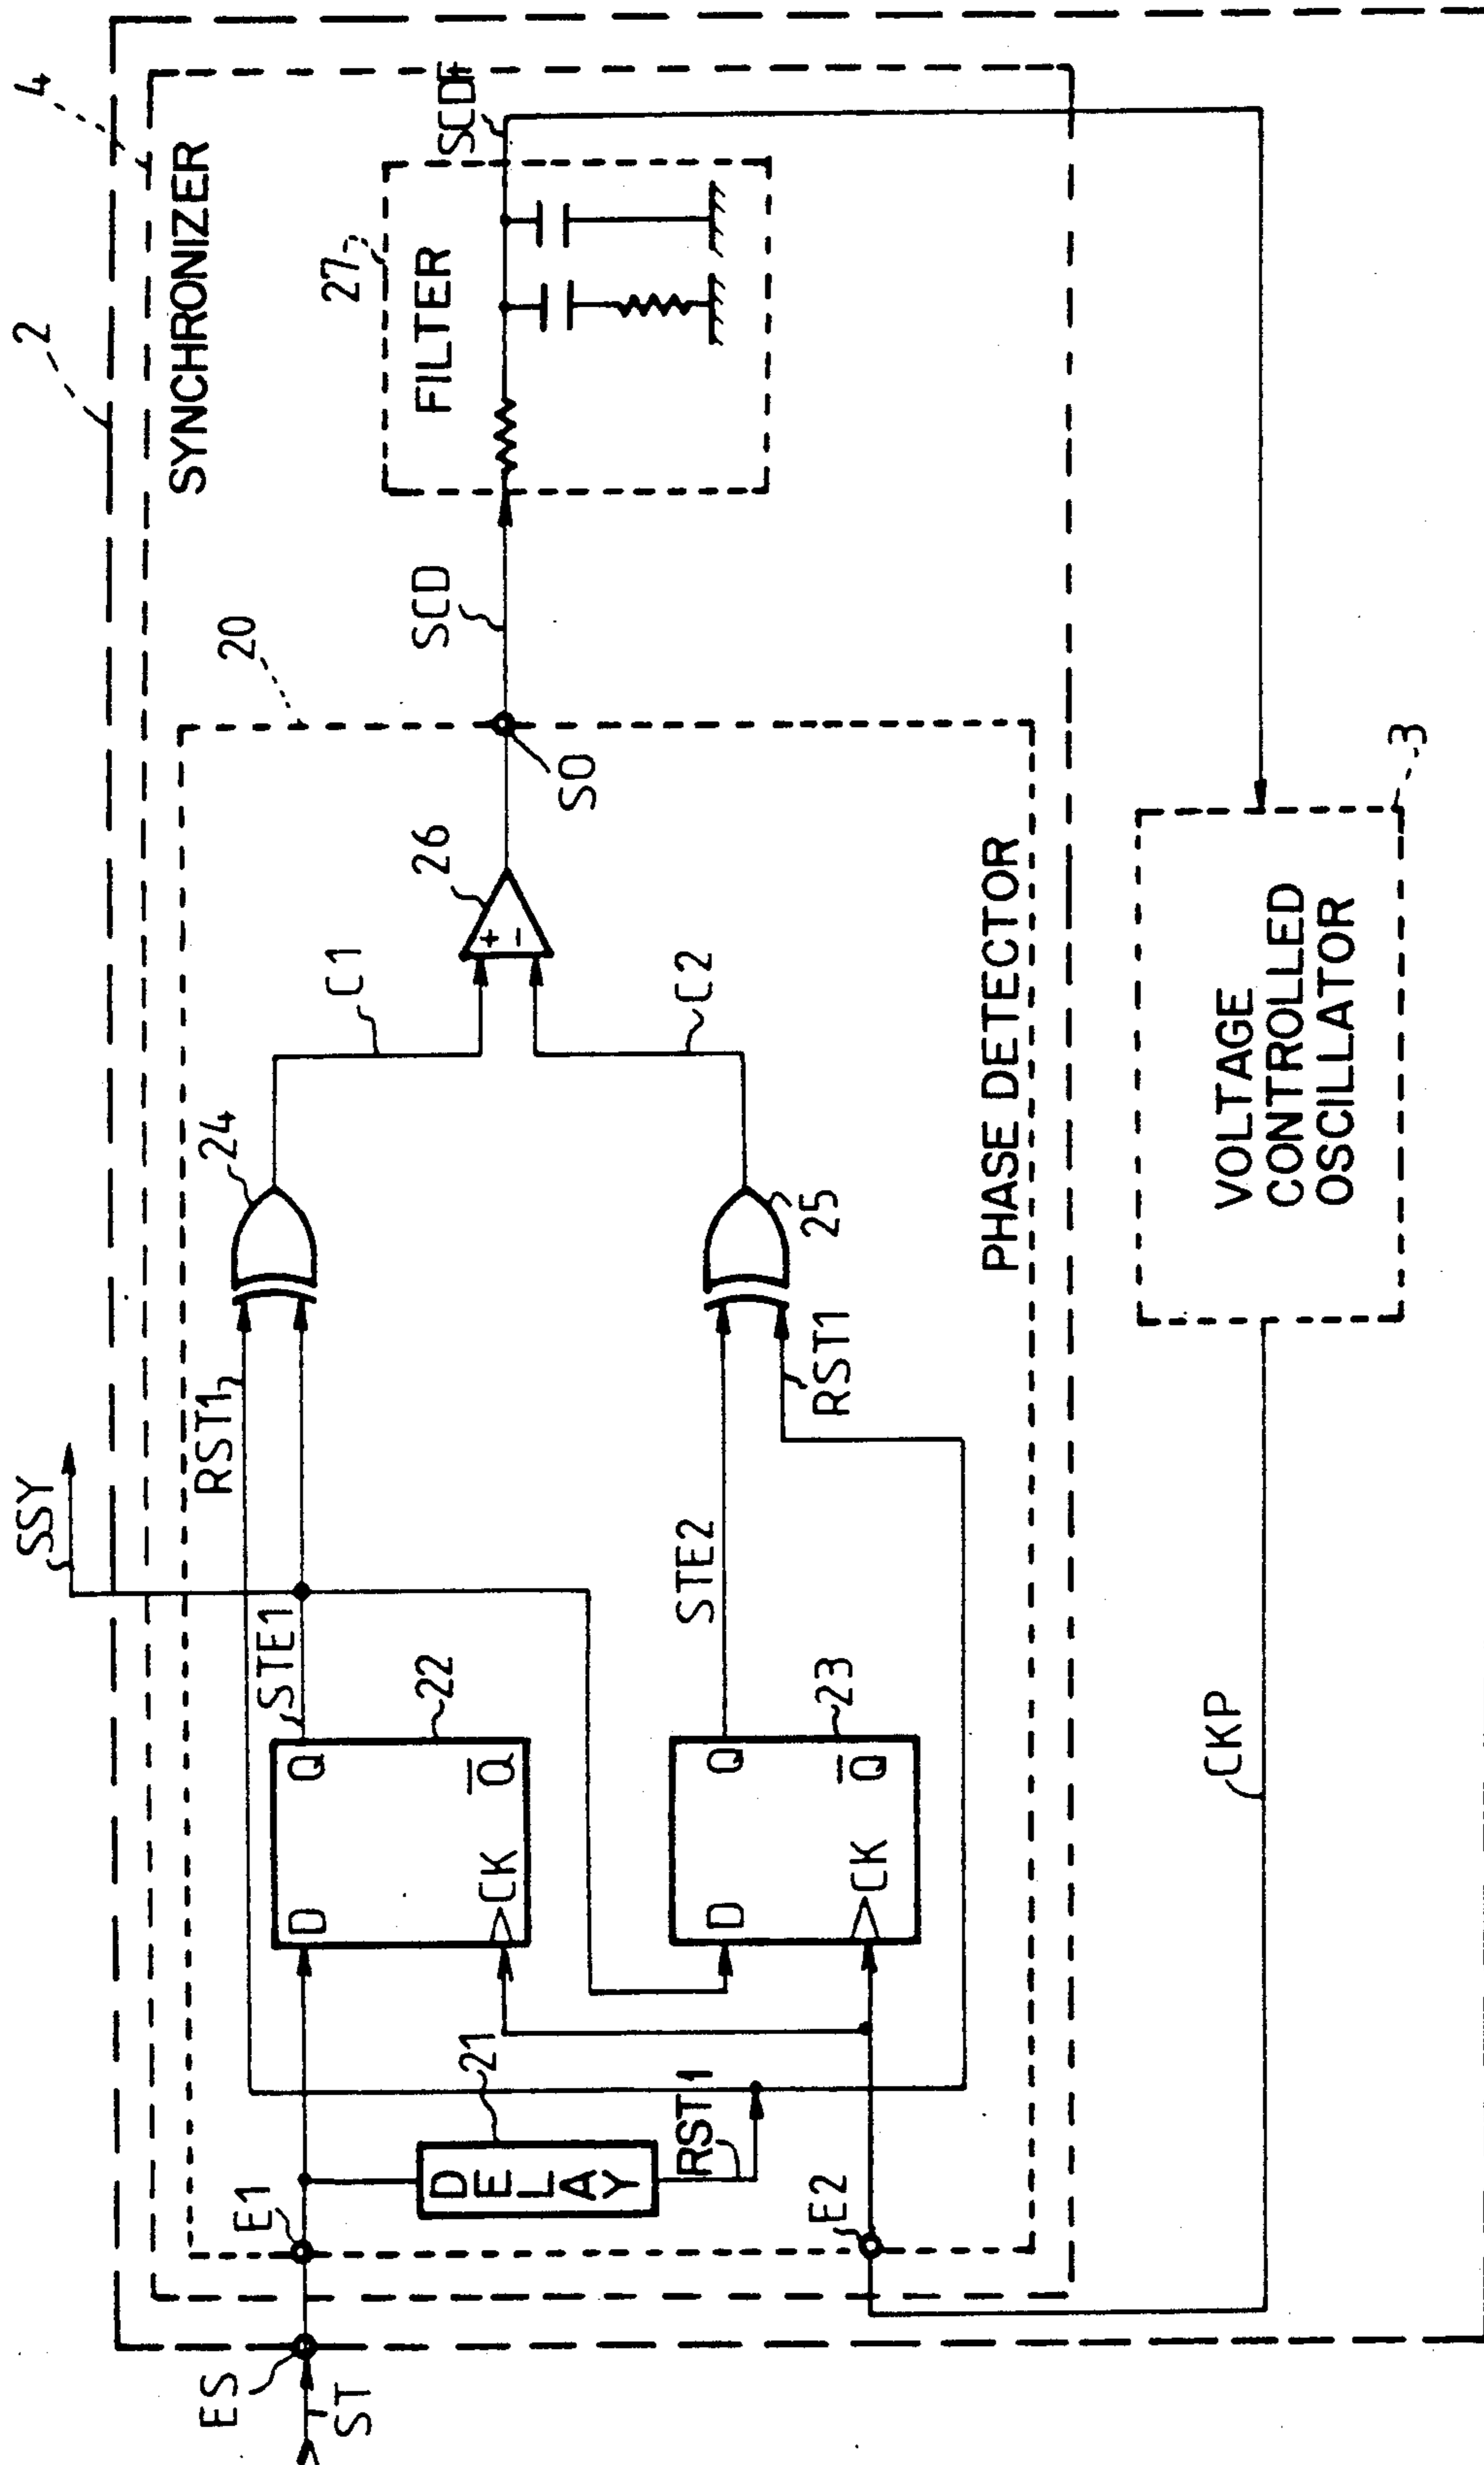 2
4
SYNCHRONIZER
SSY
ES
ST
E1
20
27
FILTER
SCDF
RST1
24
STE1
D
Q
CK
Q̅
22
21
DELAY
RST1
C1
26
+
−
SO
SCD
STE2
C2
D
Q
CK
Q̅
23
25
RST1
E2
PHASE DETECTOR
VOLTAGE
CONTROLLED
OSCILLATOR
3
CKP